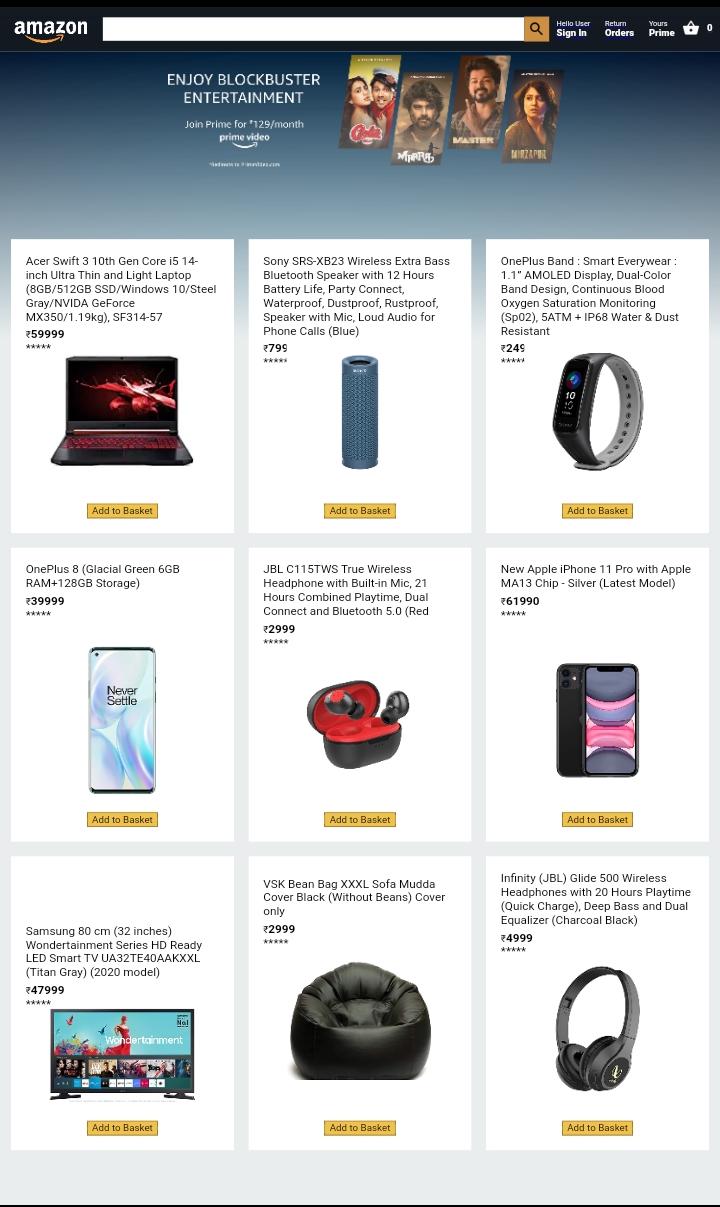 amazon
Hello User
Sign In
Return
Orders
Yours
Prime
0
ENJOY BLOCKBUSTER
ENTERTAINMENT
Join Prime for ₹129/month
prime video
MAARA
MASTER
MIRZAPUR
Acer Swift 3 10th Gen Core i5 14-
inch Ultra Thin and Light Laptop
(8GB/512GB SSD/Windows 10/Steel
Gray/NVIDA GeForce
MX350/1.19kg), SF314-57
₹59999
*****
Add to Basket
Sony SRS-XB23 Wireless Extra Bass
Bluetooth Speaker with 12 Hours
Battery Life, Party Connect,
Waterproof, Dustproof, Rustproof,
Speaker with Mic, Loud Audio for
Phone Calls (Blue)
₹799
*****
SONY
Add to Basket
OnePlus Band : Smart Everywear :
1.1” AMOLED Display, Dual-Color
Band Design, Continuous Blood
Oxygen Saturation Monitoring
(Sp02), 5ATM + IP68 Water & Dust
Resistant
₹249
*****
10
10
Add to Basket
OnePlus 8 (Glacial Green 6GB
RAM+128GB Storage)
₹39999
*****
Never
Settle
Add to Basket
JBL C115TWS True Wireless
Headphone with Built-in Mic, 21
Hours Combined Playtime, Dual
Connect and Bluetooth 5.0 (Red
₹2999
*****
Add to Basket
New Apple iPhone 11 Pro with Apple
MA13 Chip - Silver (Latest Model)
₹61990
*****
Add to Basket
Samsung 80 cm (32 inches)
Wondertainment Series HD Ready
LED Smart TV UA32TE40AAKXXL
(Titan Gray) (2020 model)
₹47999
*****
Wondertainment
Add to Basket
VSK Bean Bag XXXL Sofa Mudda
Cover Black (Without Beans) Cover
only
₹2999
*****
Add to Basket
Infinity (JBL) Glide 500 Wireless
Headphones with 20 Hours Playtime
(Quick Charge), Deep Bass and Dual
Equalizer (Charcoal Black)
₹4999
*****
Add to Basket